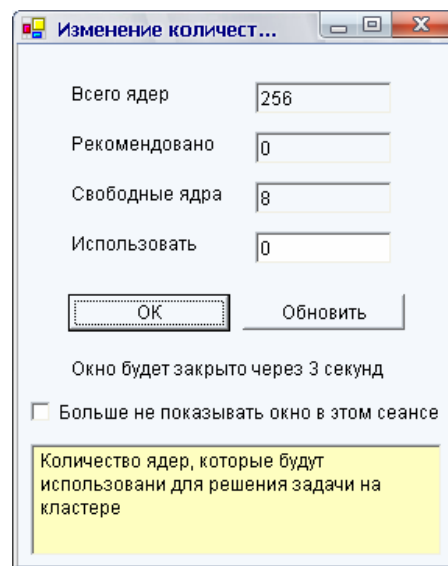 Изменение количест...
Всего ядер 256
Рекомендовано 0
Свободные ядра 8
Использовать 0
ОК Обновить
Окно будет закрыто через 3 секунд
Больше не показывать окно в этом сеансе
Количество ядер, которые будут
использовани для решения задачи на
кластере